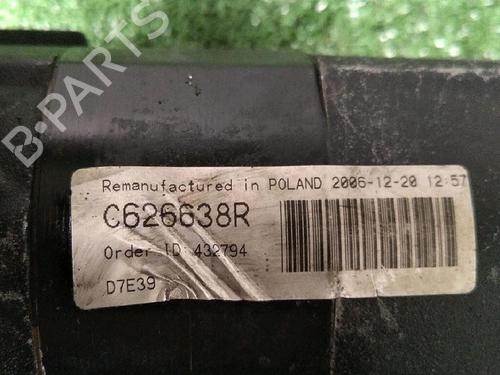 B-PARTS
Remanufactured in POLAND 2006-12-20 12:57
C626638R
Order ID: 432794
D7E39